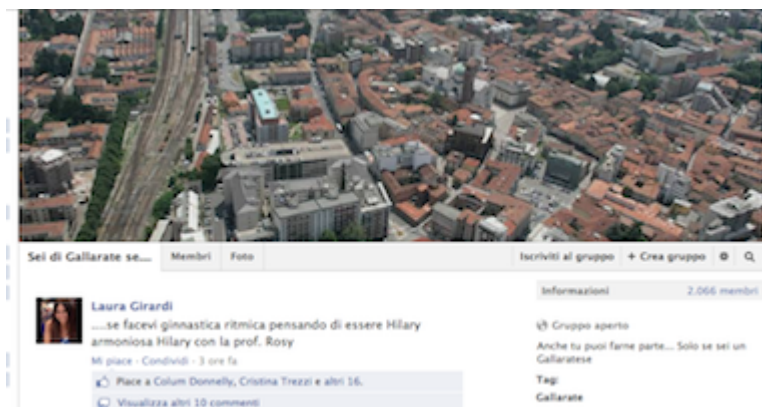 Sei di Gallarate se.... Membri Foto Iscriviti al gruppo + Crea gruppo
Laura Girardi
....se facevi ginnastica ritmica pensando di essere Hilary
armoniosa Hilary con la prof. Rosy
Mi piace · Condividi · 3 ore fa
Piace a Colum Donnelly, Cristina Trezzi e altri 16.
Visualizza altri 10 commenti
Informazioni 2.066 membri
Gruppo aperto
Anche tu puoi farne parte... Solo se sei un
Gallaratese
Tag:
Gallarate